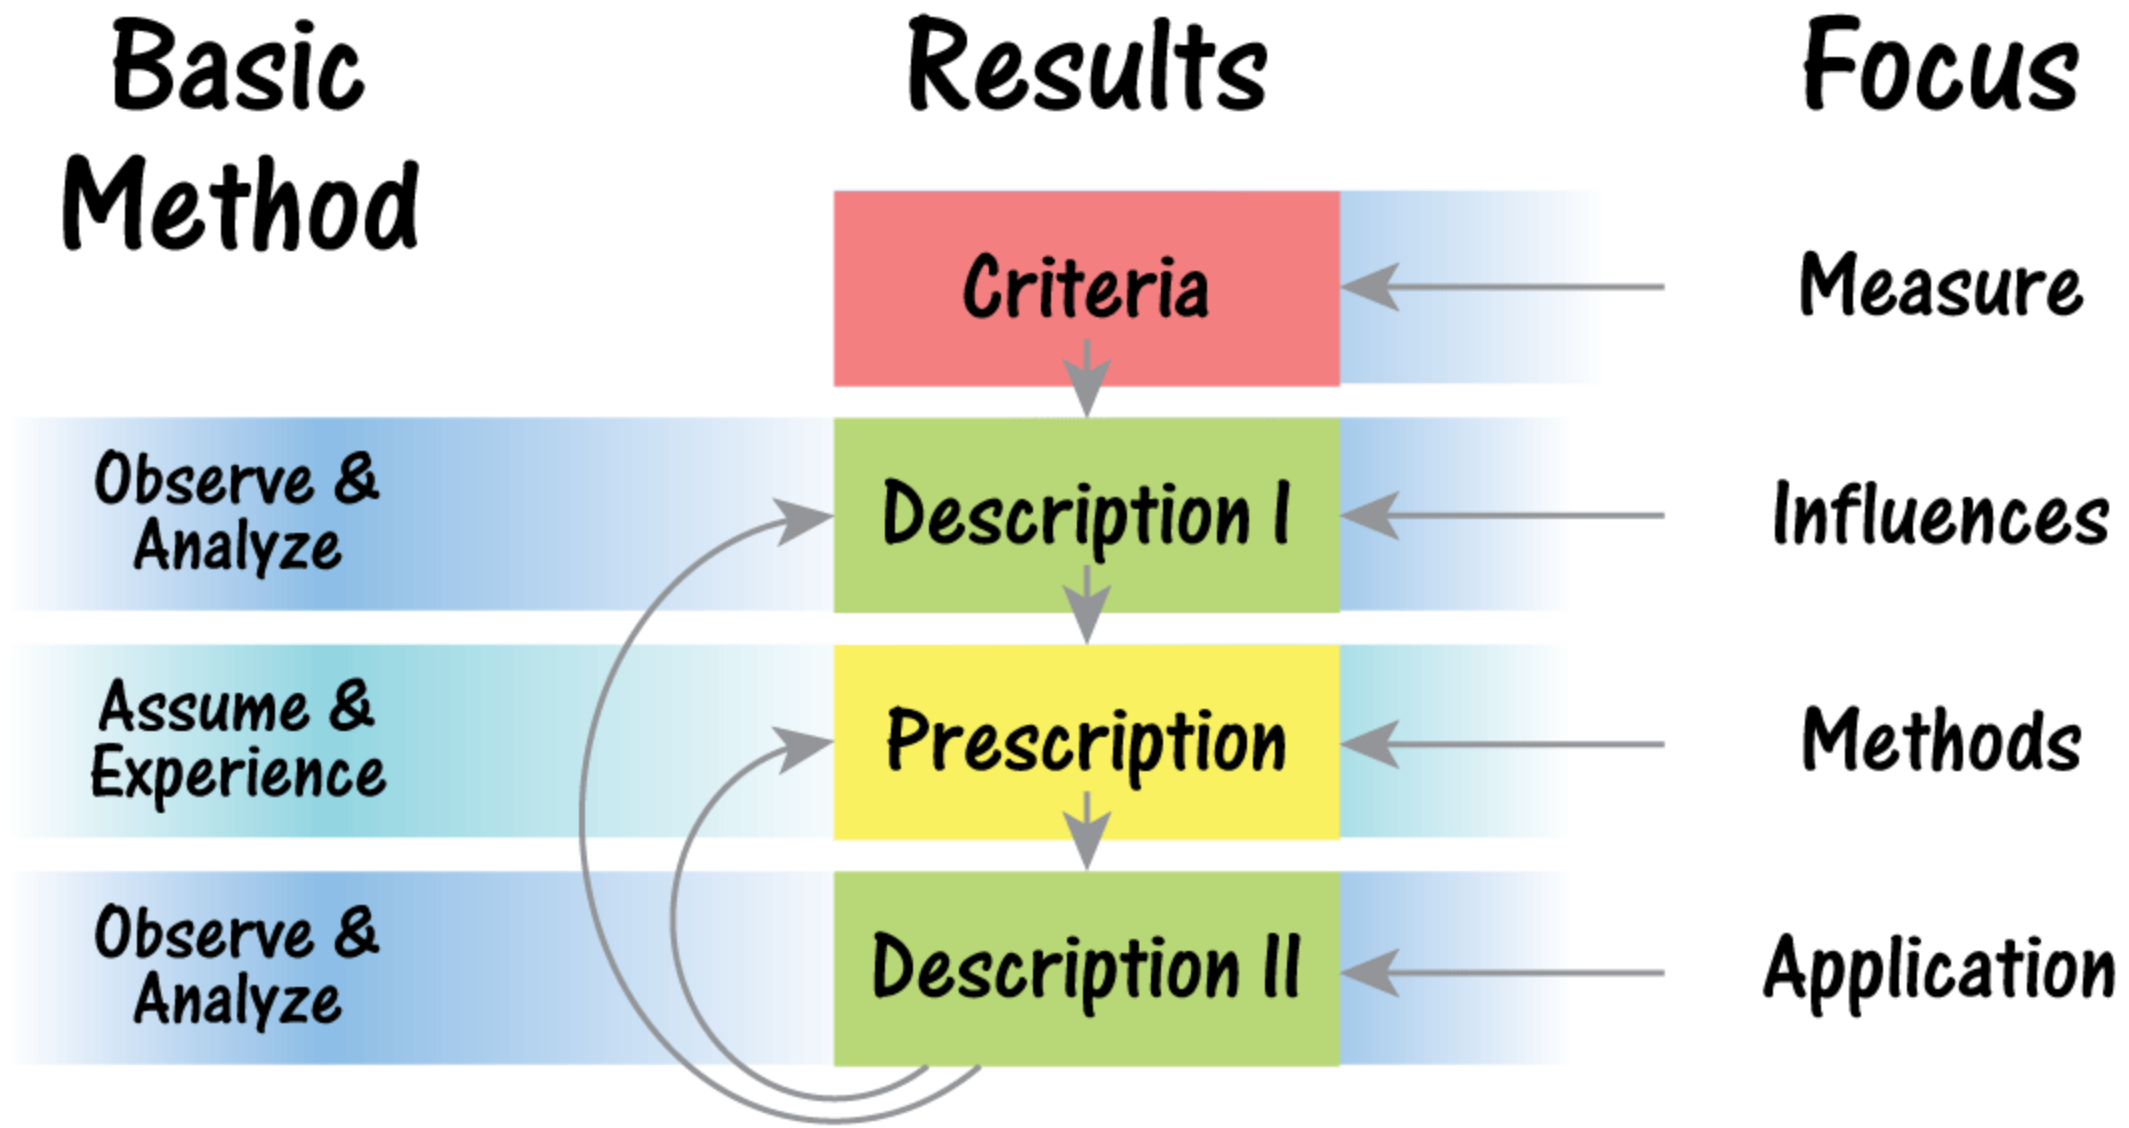 Basic
Method
Results
Focus
Criteria
Measure
Observe &
Analyze
Description I
Influences
Assume &
Experience
Prescription
Methods
Observe &
Analyze
Description II
Application